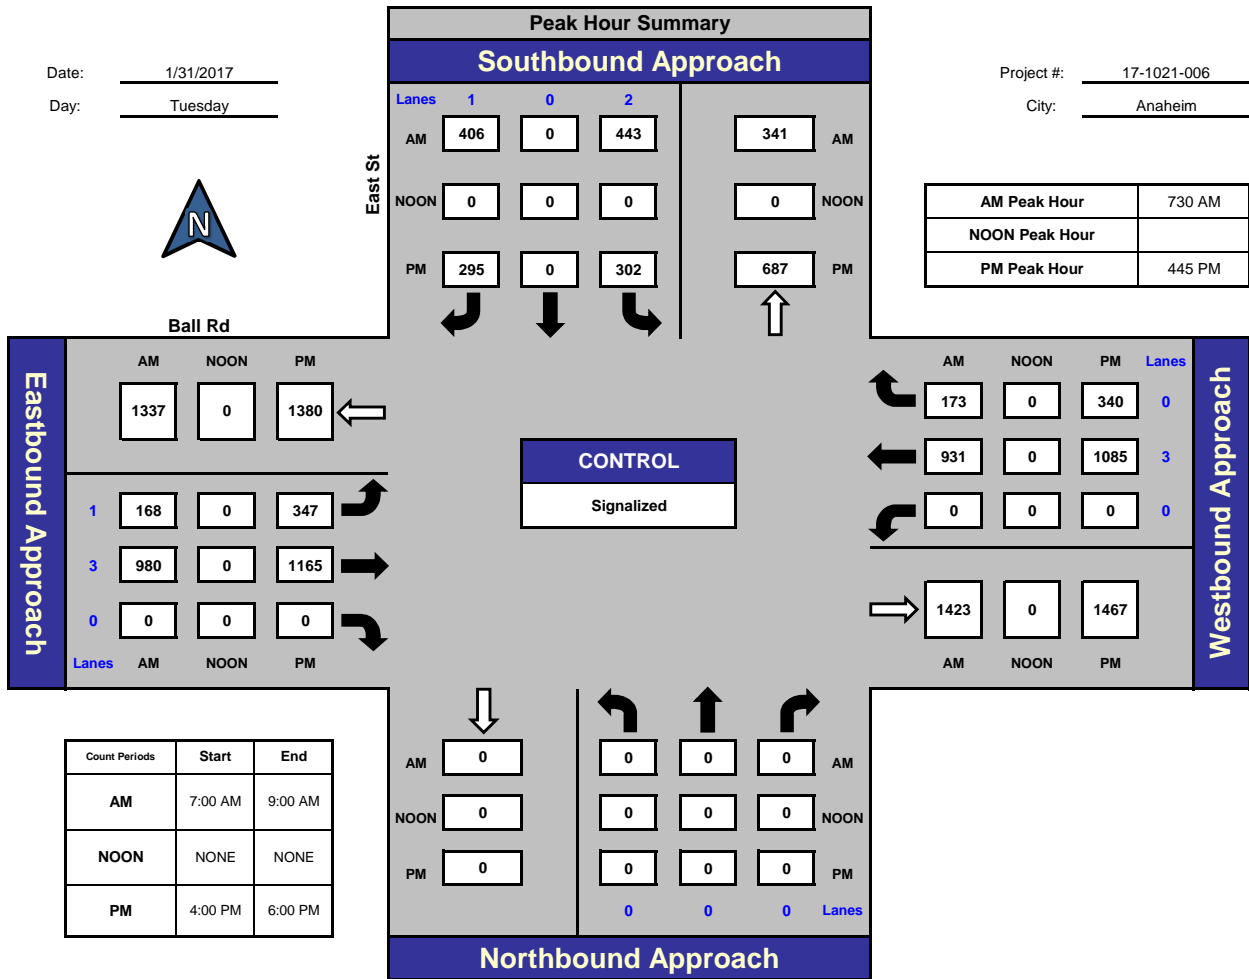 Peak Hour Summary
Southbound Approach
Date: 1/31/2017
Day: Tuesday
Project #: 17-1021-006
City: Anaheim
N
East St
Lanes 1 0 2
AM 406 0 443 341 AM
NOON 0 0 0 0 NOON
PM 295 0 302 687 PM
AM Peak Hour 730 AM
NOON Peak Hour
PM Peak Hour 445 PM
Ball Rd
Eastbound Approach
AM NOON PM
1337 0 1380
1 168 0 347
3 980 0 1165
0 0 0 0
Lanes AM NOON PM
CONTROL
Signalized
AM NOON PM Lanes
173 0 340 0
931 0 1085 3
0 0 0 0
1423 0 1467
AM NOON PM
Westbound Approach
Count Periods Start End
AM 7:00 AM 9:00 AM
NOON NONE NONE
PM 4:00 PM 6:00 PM
AM 0 0 0 0 AM
NOON 0 0 0 0 NOON
PM 0 0 0 0 PM
0 0 0 Lanes
Northbound Approach